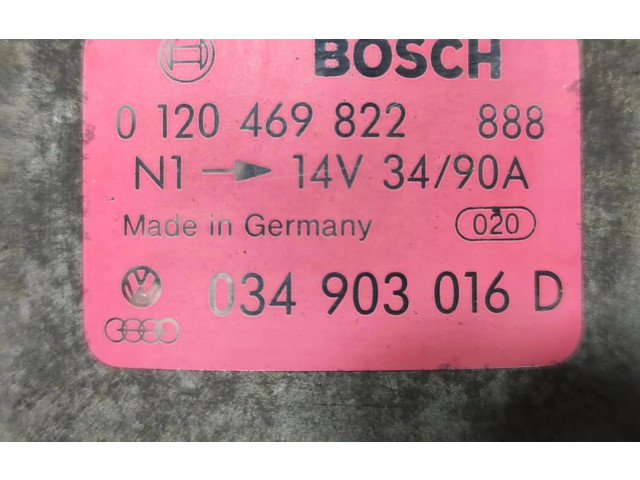 BOSCH
0 120 469 822 888
N1 → 14V 34/90A
Made in Germany 020
034 903 016 D